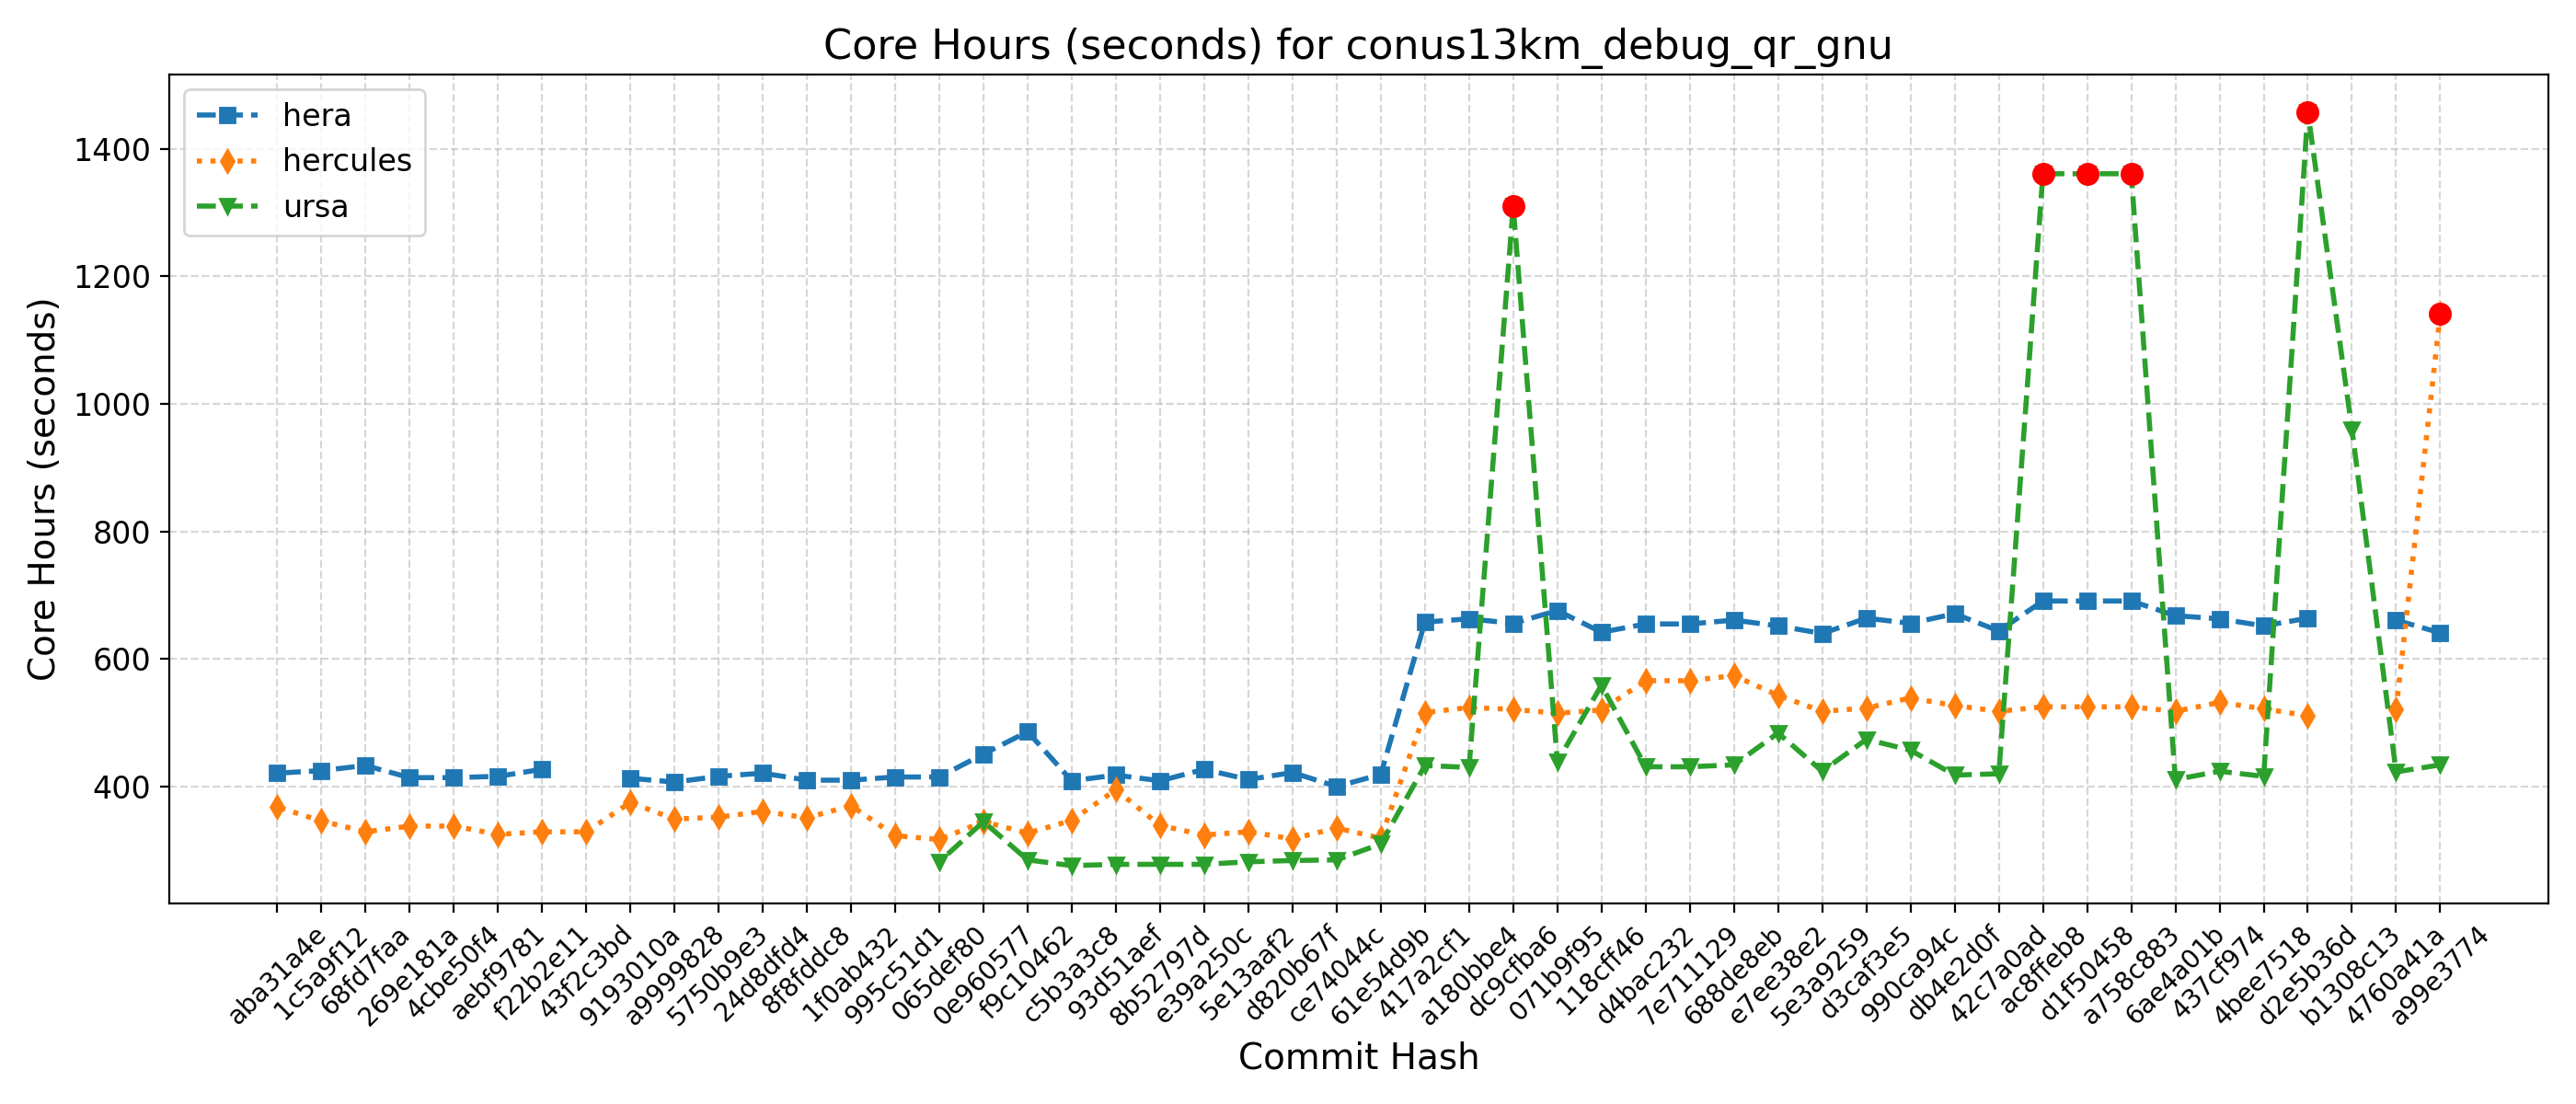 Core Hours (seconds) for conus13km_debug_qr_gnu
hera
hercules
ursa
Core Hours (seconds)
1400
1200
1000
800
600
400
aba31a4e
1c5a9f12
68fd7faa
269e181a
4cbe50f4
aebf9781
f22b2e11
43f2c3bd
9193010a
a9999828
5750b9e3
24d8dfd4
8f8fddc8
1f0ab432
995c51d1
065def80
0e960577
f9c10462
c5b3a3c8
93d51aef
8b52797d
e39a250c
5e13aaf2
d820b67f
ce74044c
61e54d9b
417a2cf1
a180bbe4
dc9cfba6
071b9f95
118cff46
d4bac232
7e711129
688de8eb
e7ee38e2
5e3a9259
d3caf3e5
990ca94c
db4e2d0f
42c7a0ad
ac8ffeb8
d1f50458
a758c883
6ae4a01b
437cf974
4bee7518
d2e5b36d
b1308c13
4760a41a
a99e3774
Commit Hash